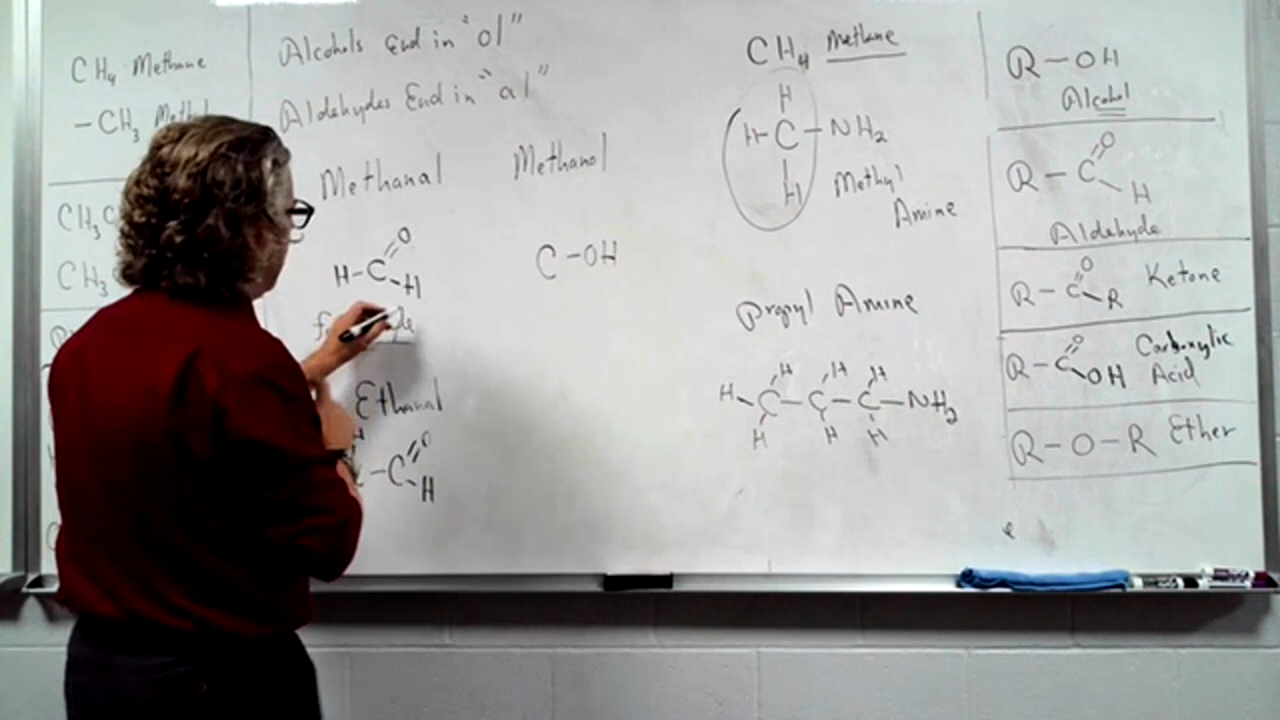 CH4 Methane
-CH3
CH3
CH3
Alcohols End in "ol"
Aldehydes End in "al"
Methanal
O
H-C
H
Ethanal
H
O
-C
H
Methanol
C-OH
CH4 Methane
H
H-C-NH2
H
Methyl
Amine
Propyl Amine
H H H
H-C-C-C-NH2
H H H
R-OH
Alcohol
O
R-C
H
Aldehyde
O
R-C-R Ketone
O
R-C-OH Carboxylic
Acid
R-O-R Ether